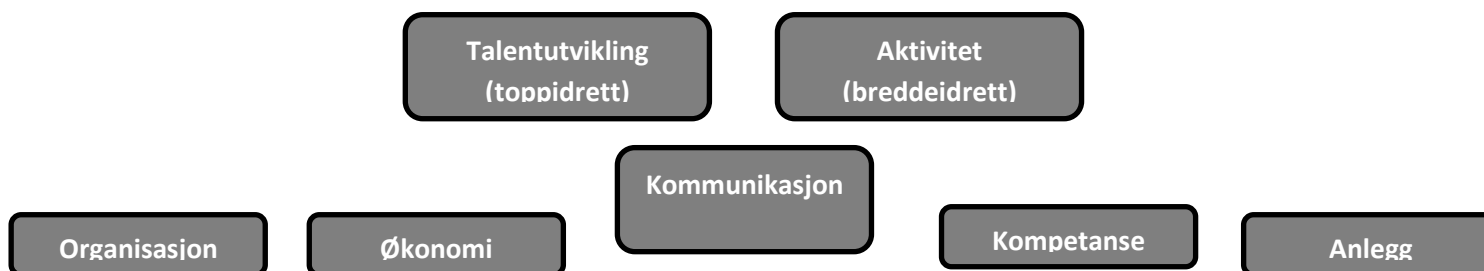 Talentutvikling
(toppidrett)
Aktivitet
(breddeidrett)
Kommunikasjon
Organisasjon
Økonomi
Kompetanse
Anlegg